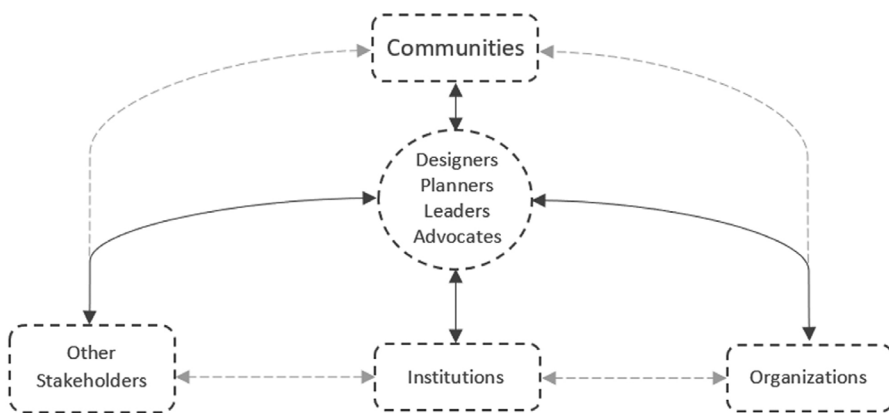 Communities
Designers
Planners
Leaders
Advocates
Other
Stakeholders
Institutions
Organizations